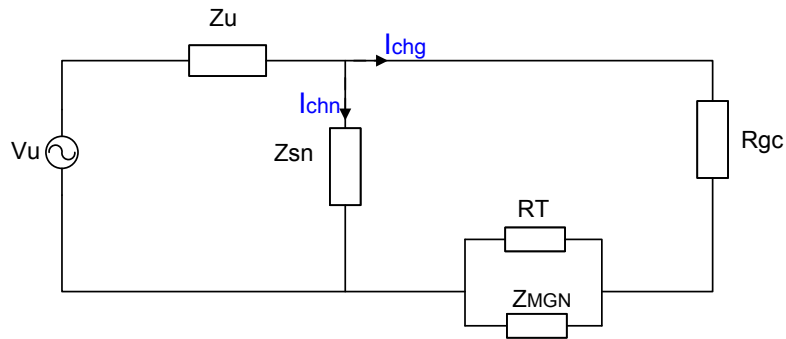 Zu
Ichg
Ichn
Vu
Zsn
Rgc
RT
ZMGN